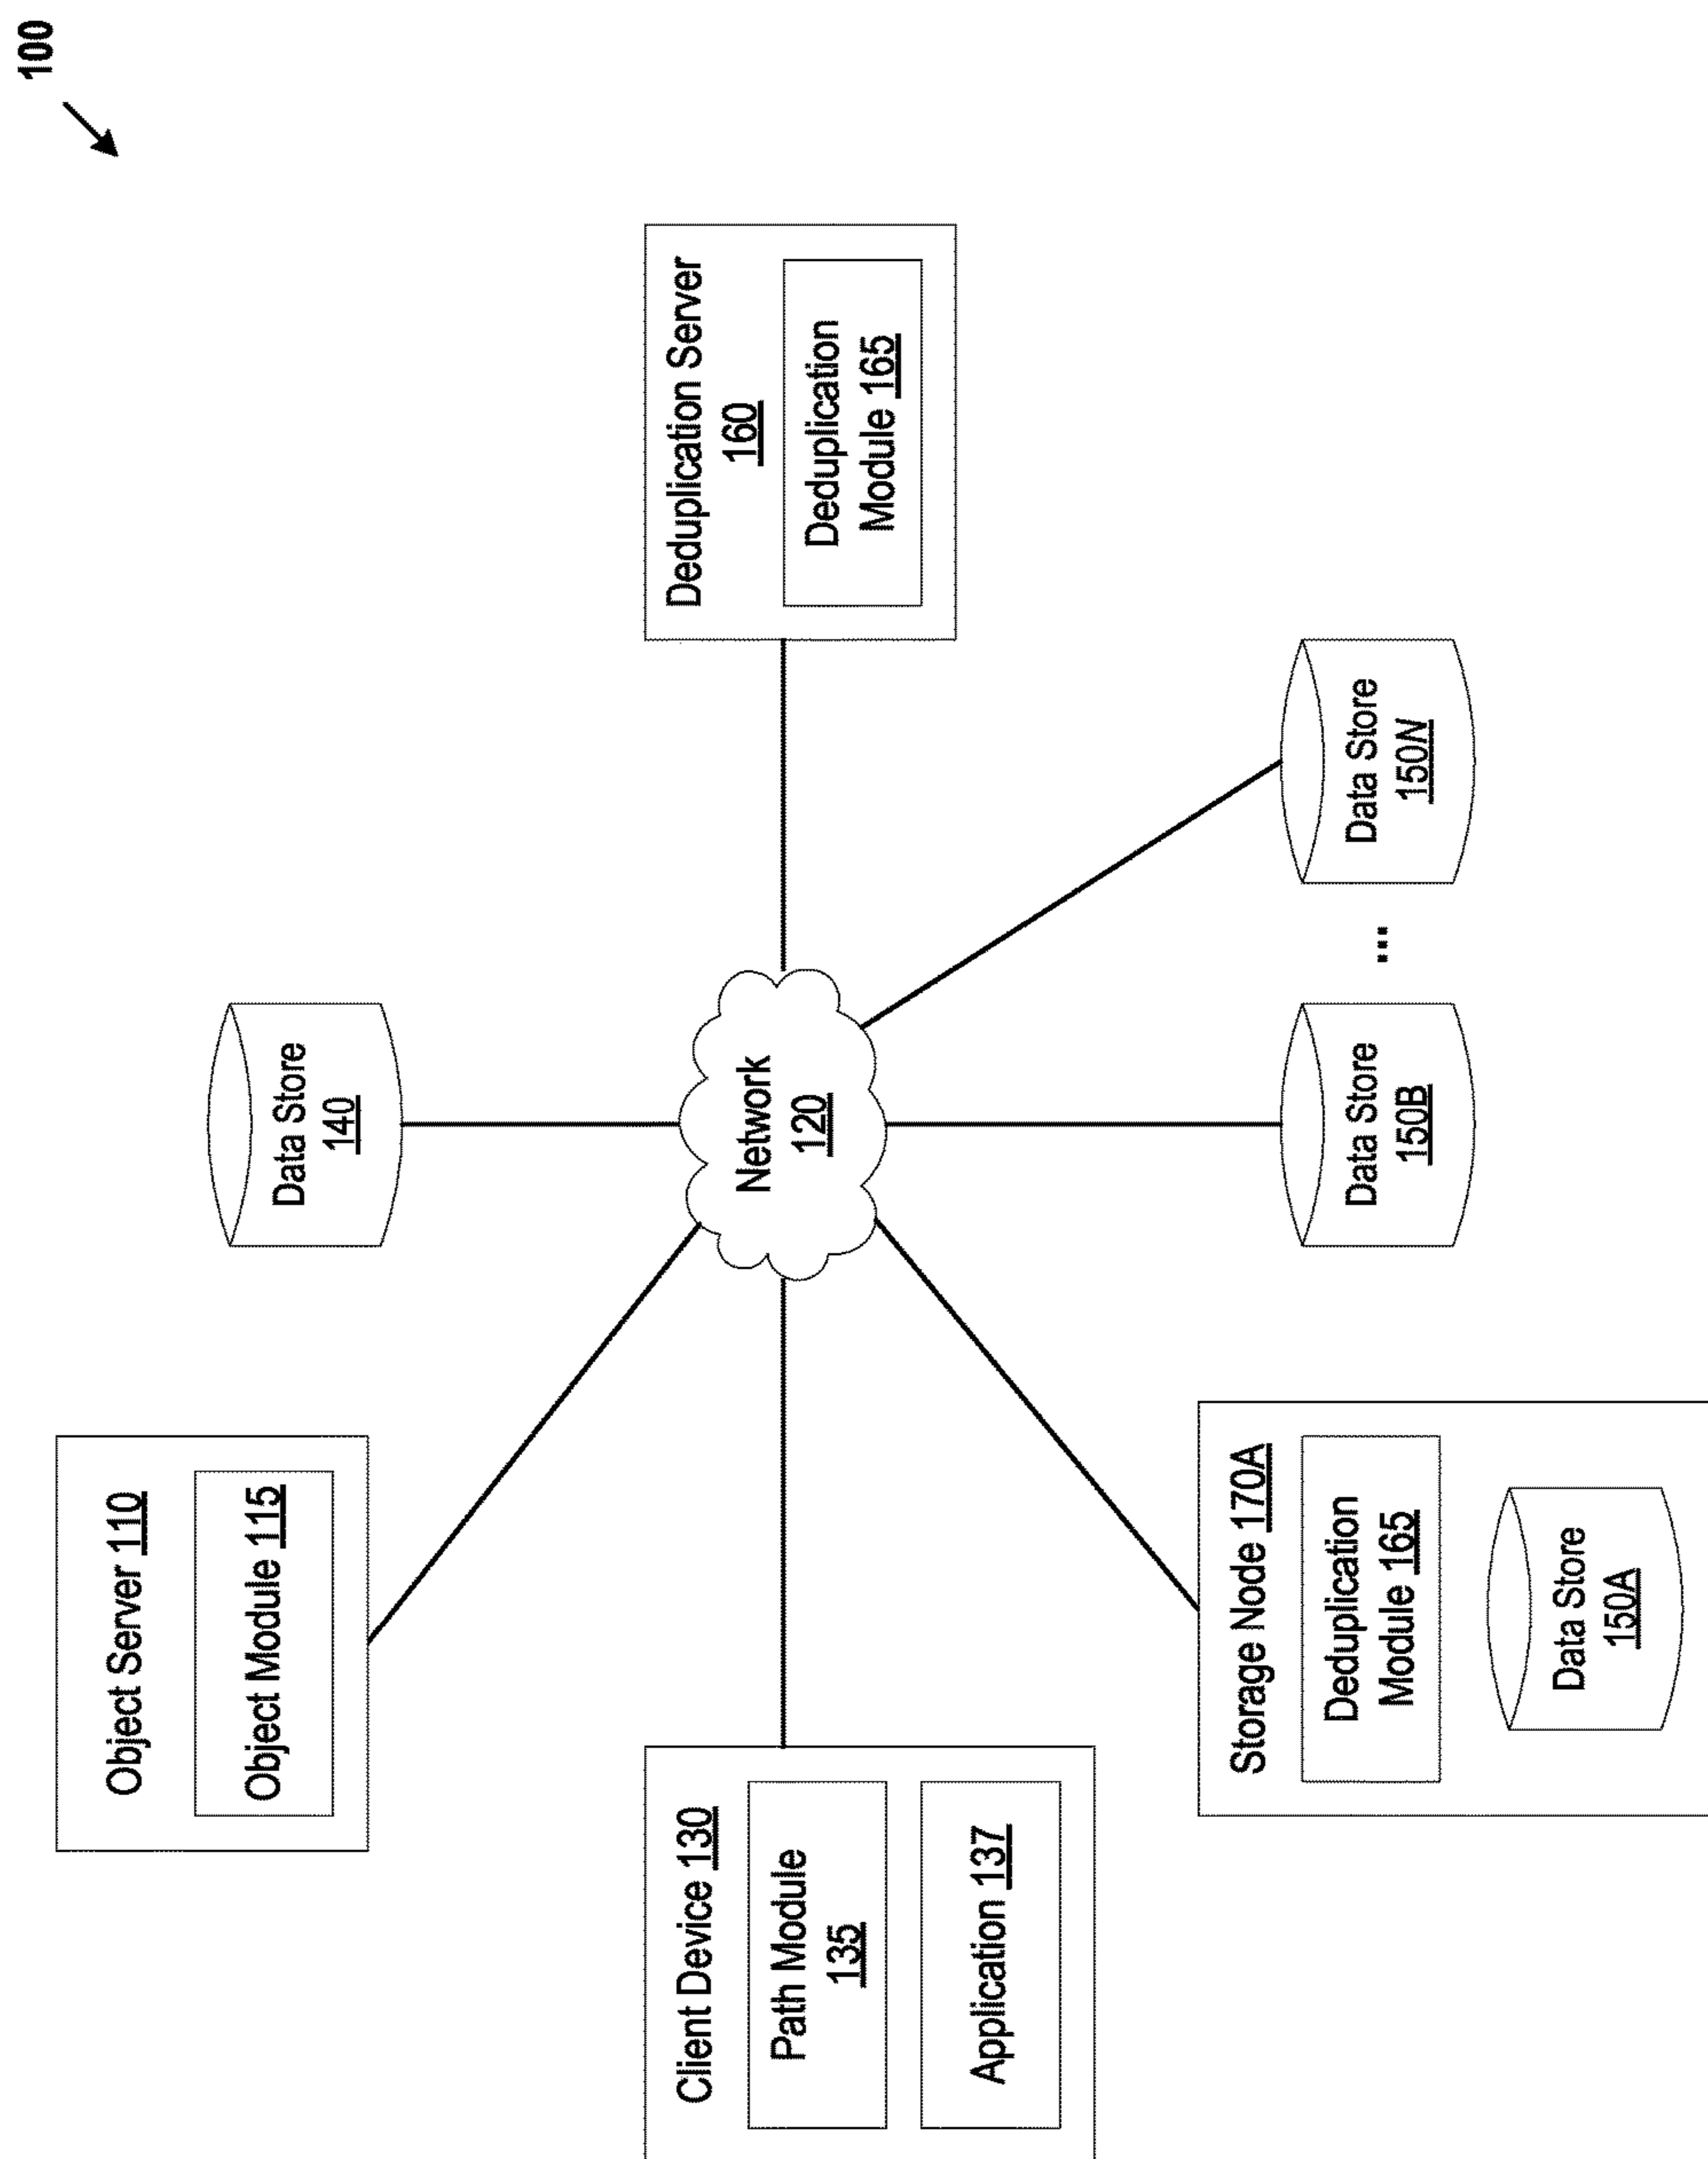 100
Object Server 110
Object Module 115
Data Store
140
Client Device 130
Path Module
135
Application 137
Network
120
Deduplication Server
160
Deduplication
Module 165
Storage Node 170A
Deduplication
Module 165
Data Store
150A
Data Store
150B
...
Data Store
150N